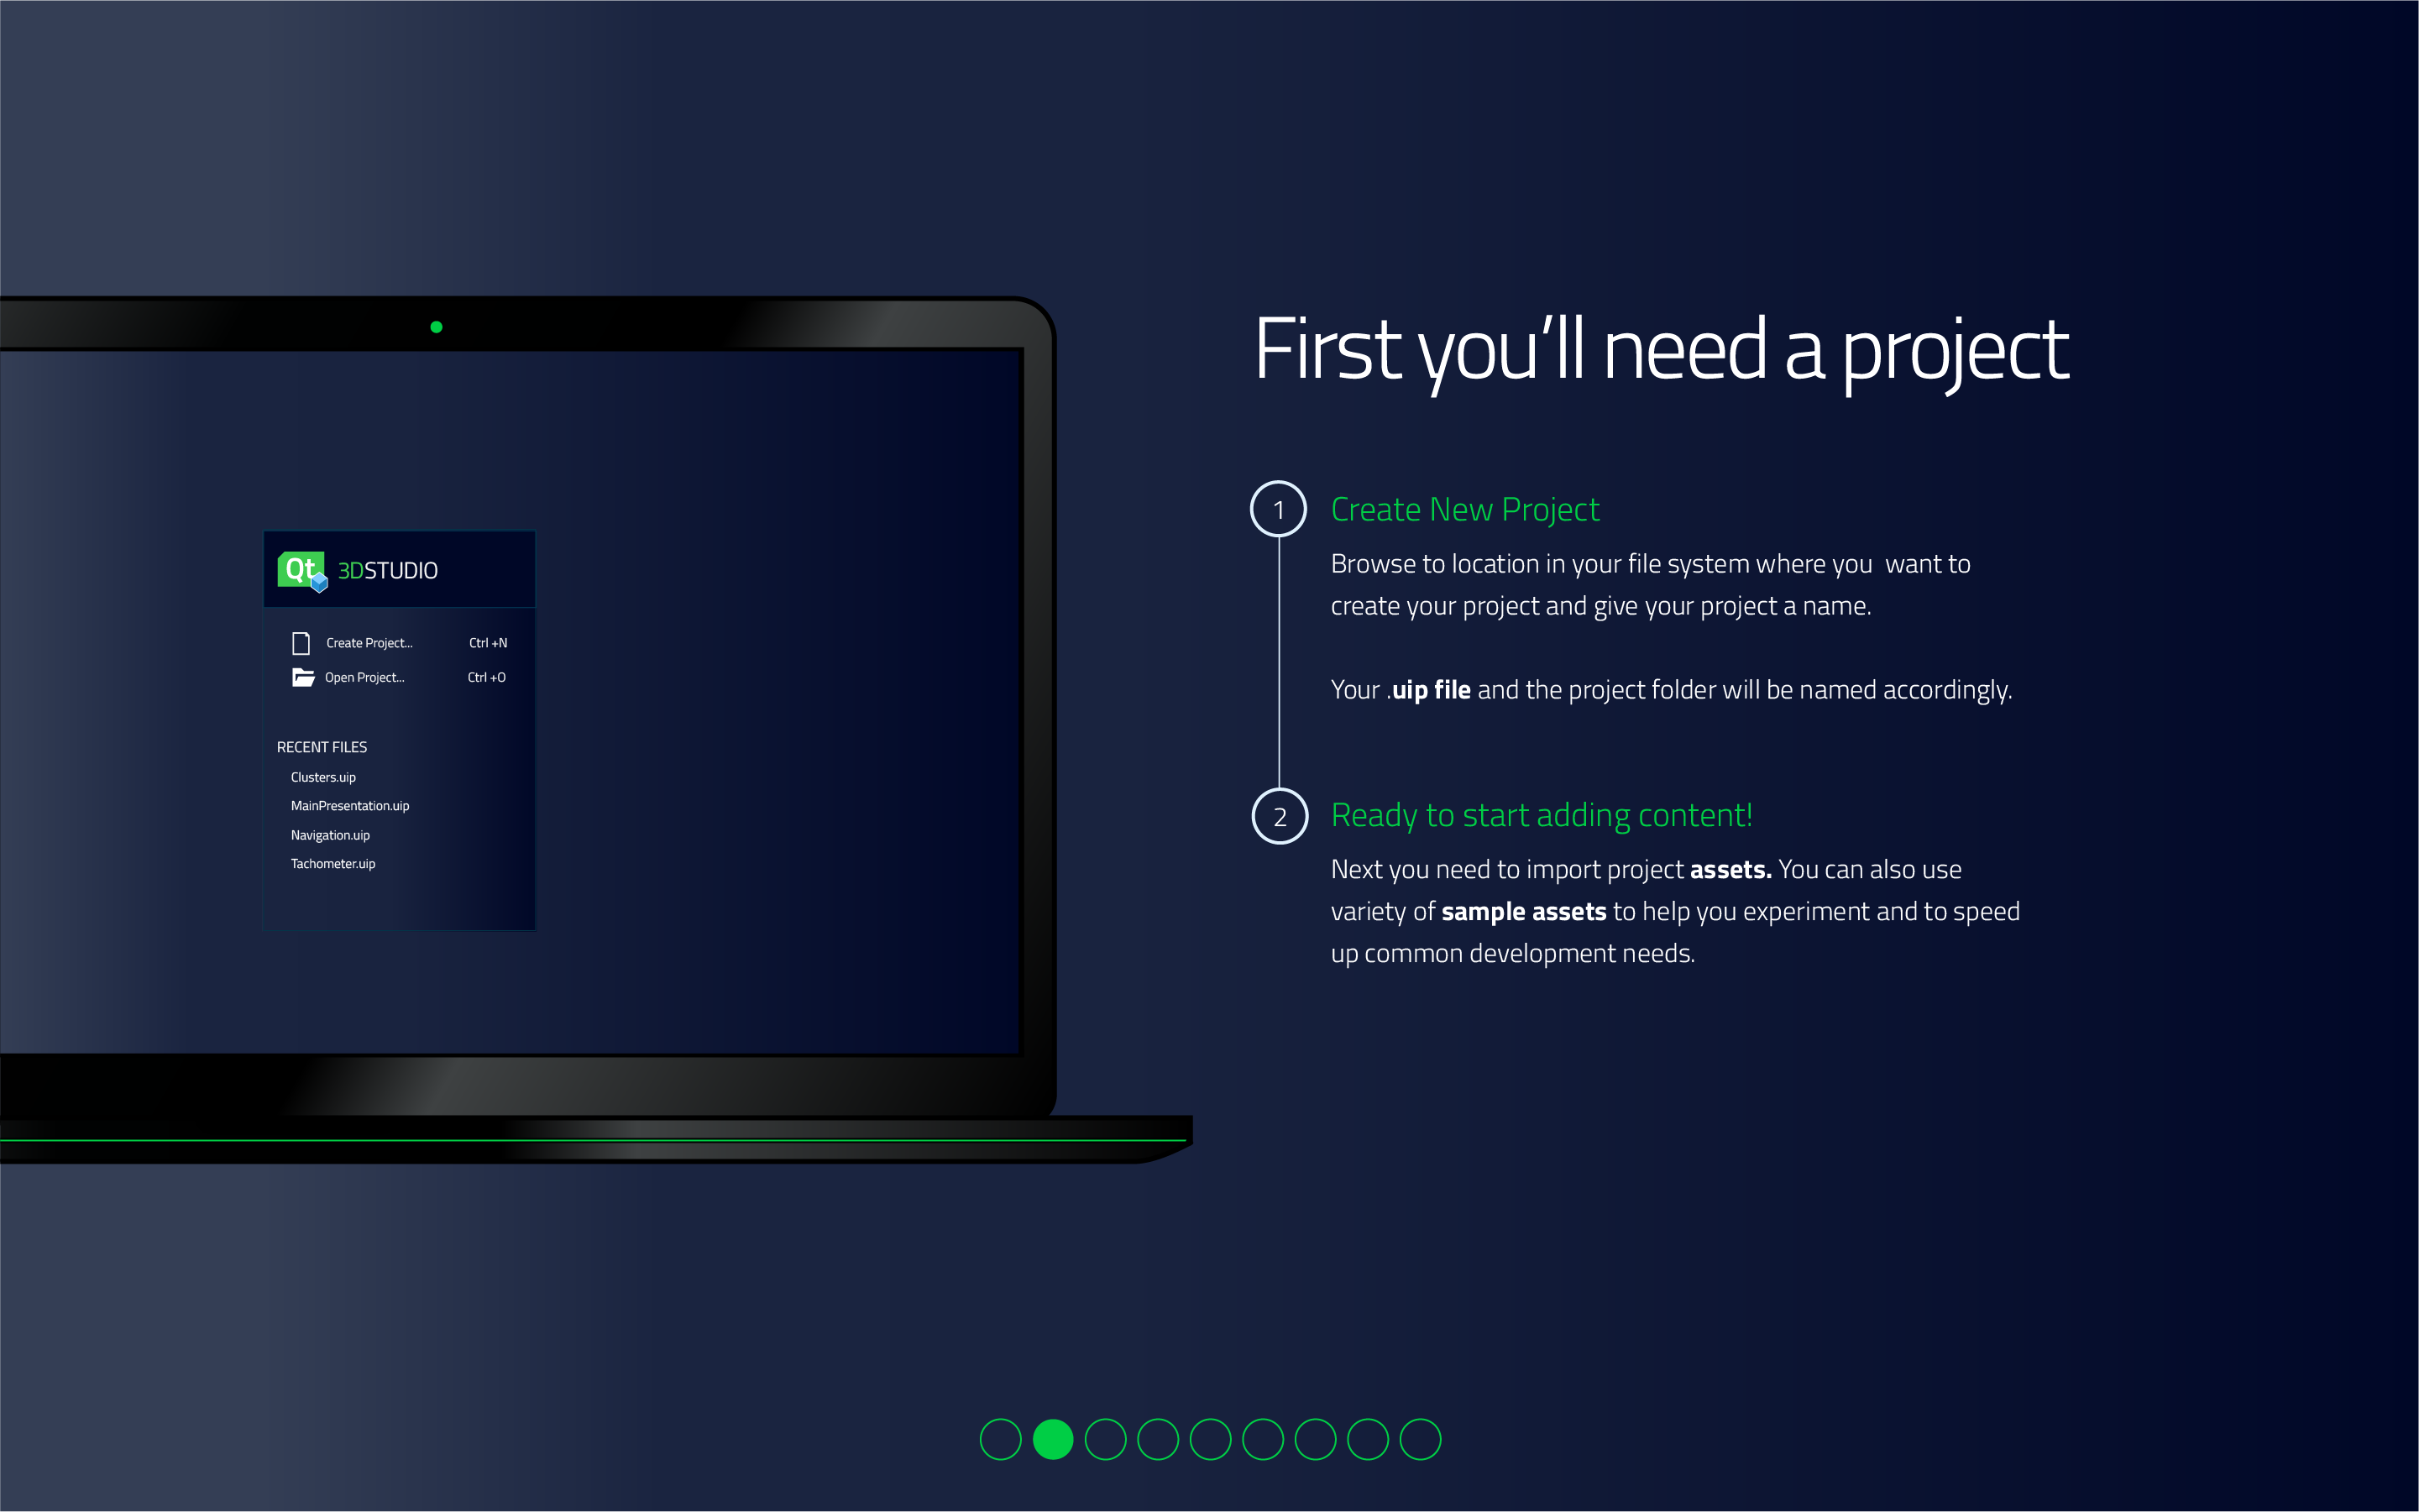 Qt 3DSTUDIO
Create Project... Ctrl +N
Open Project... Ctrl +O
RECENT FILES
Clusters.uip
MainPresentation.uip
Navigation.uip
Tachometer.uip
First you’ll need a project
1 Create New Project
Browse to location in your file system where you  want to
create your project and give your project a name.
Your .uip file and the project folder will be named accordingly.
2 Ready to start adding content!
Next you need to import project assets. You can also use
variety of sample assets to help you experiment and to speed
up common development needs.